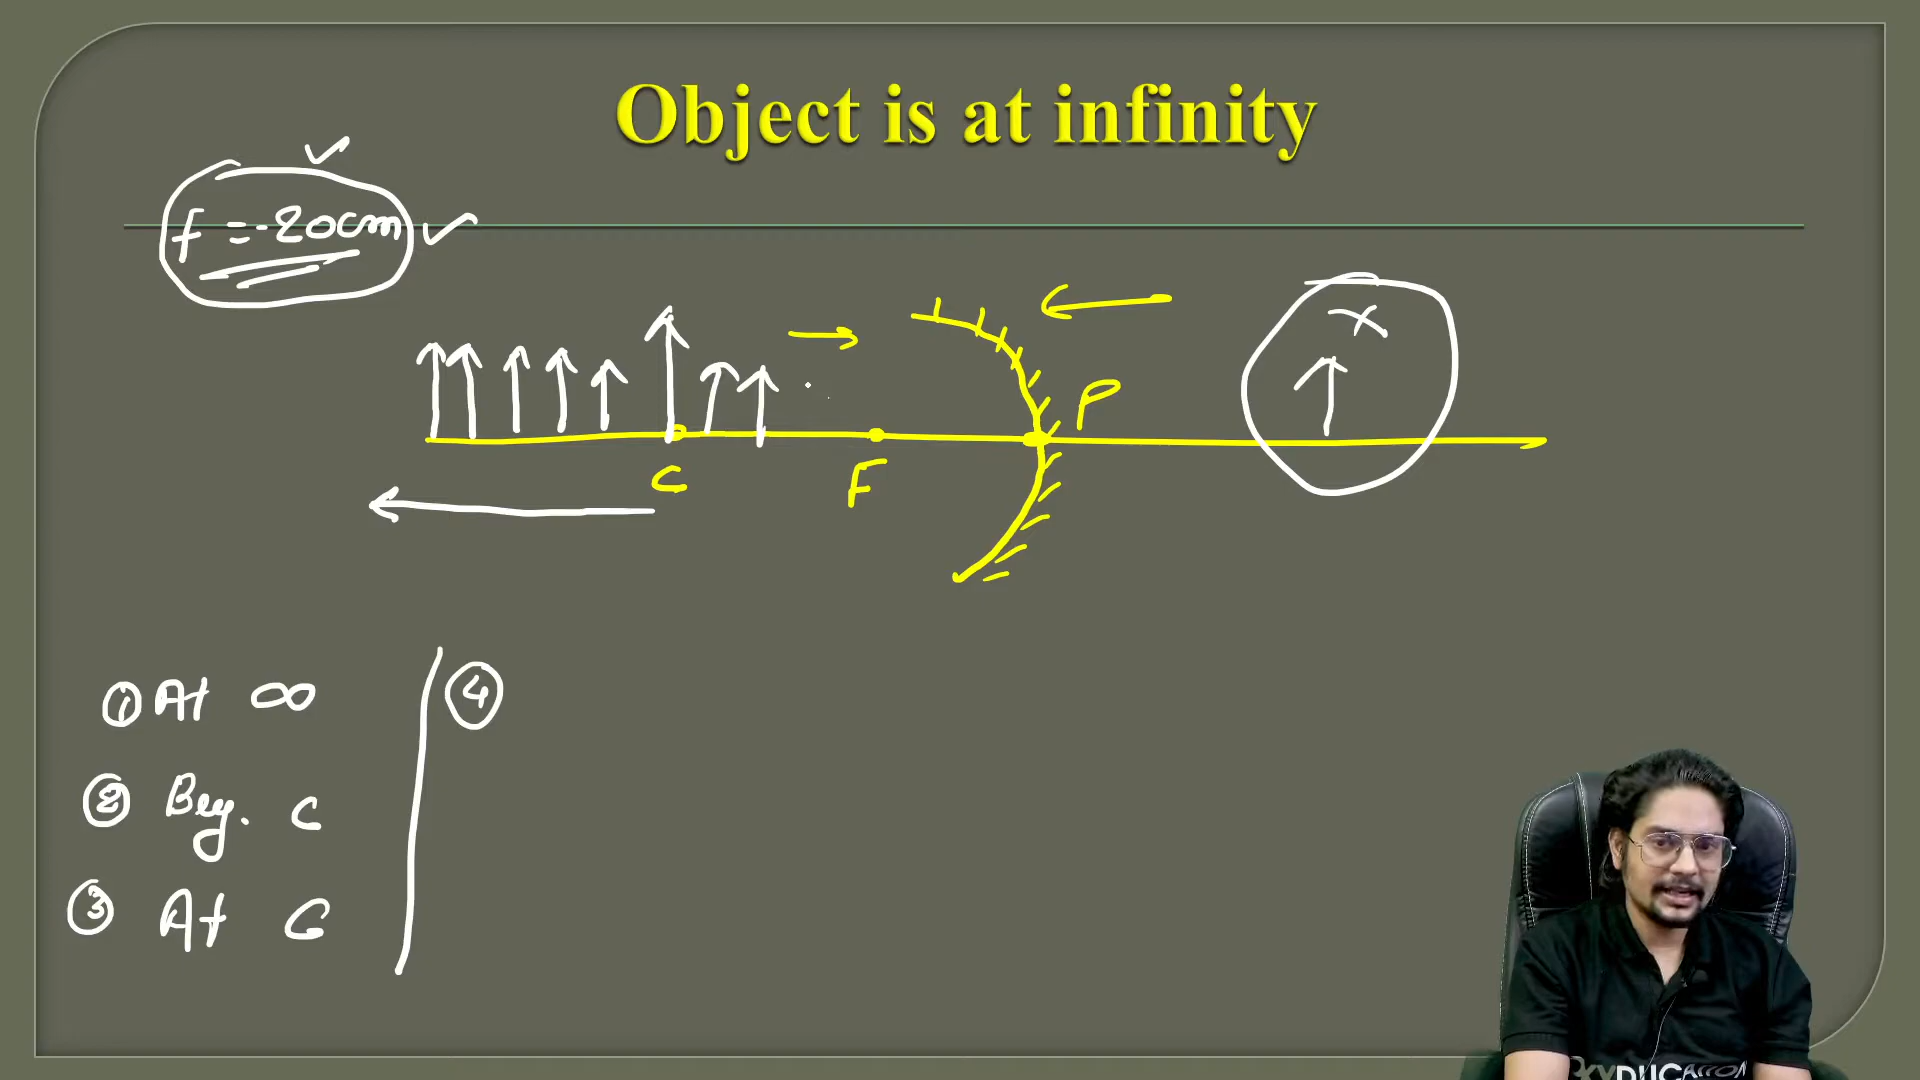 Object is at infinity
f = -20cm
P
C
F
① At ∞
② Bey. C
③ At C
④